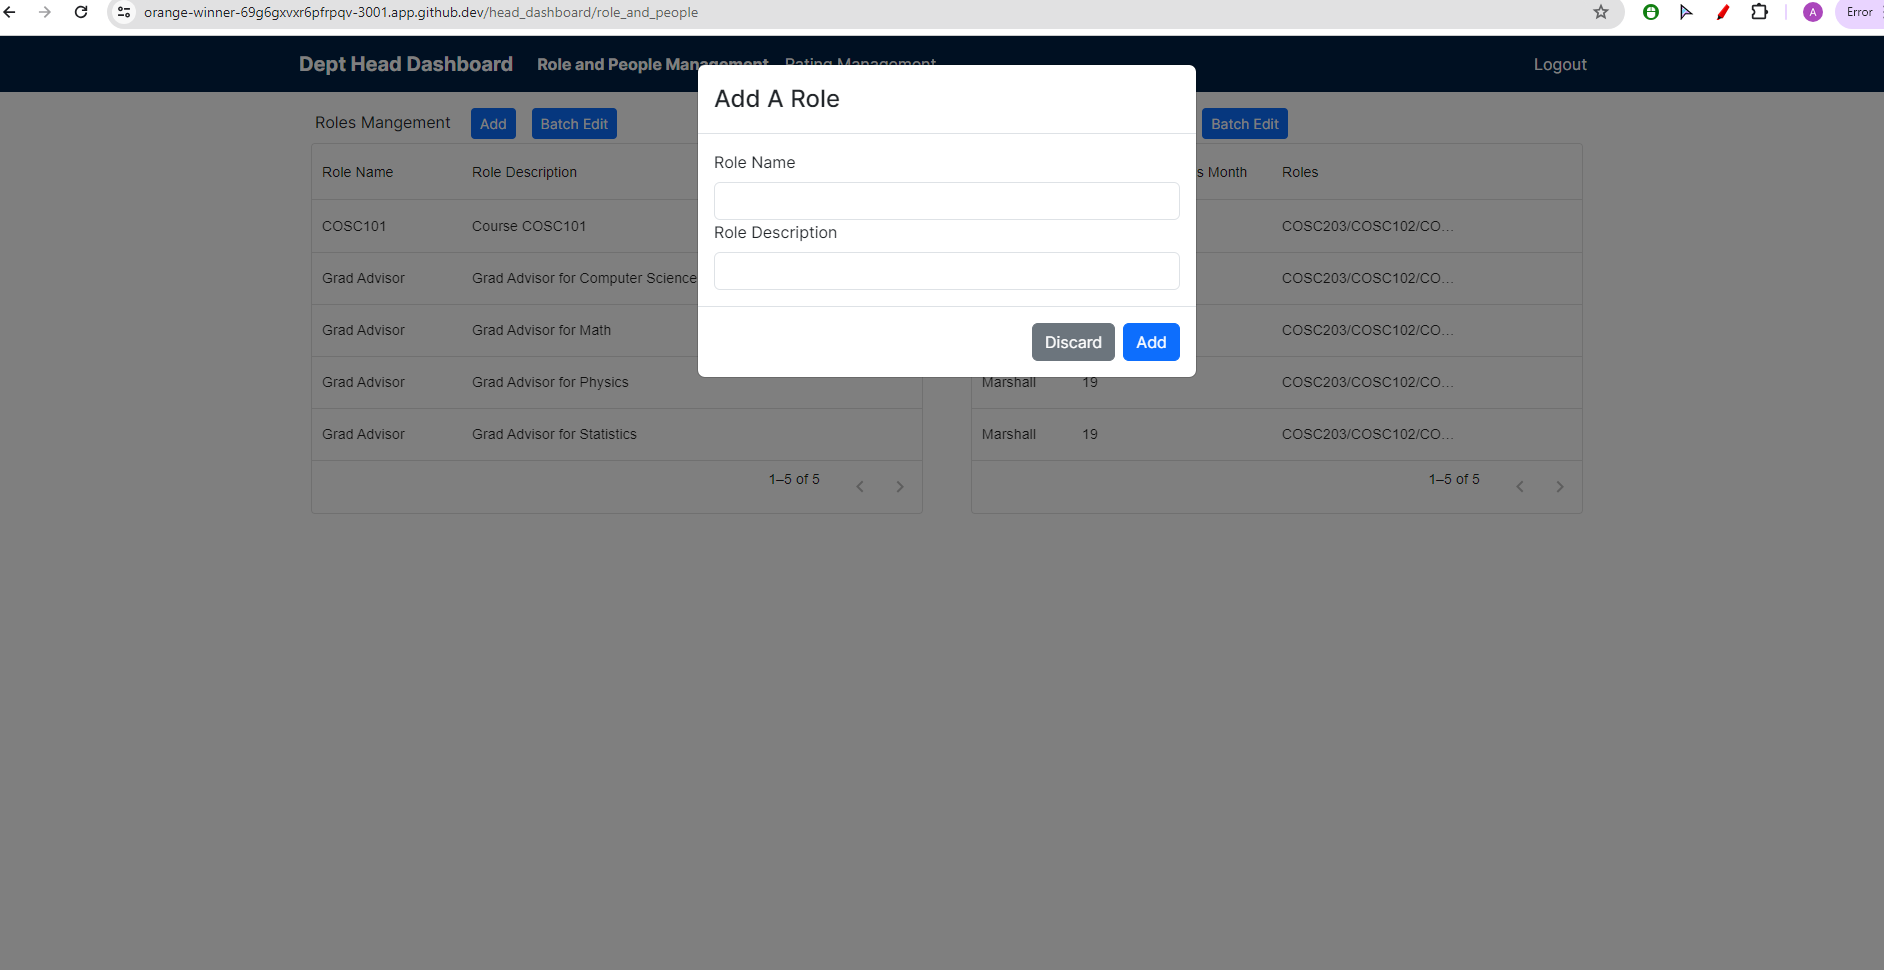 orange-winner-69g6gxvxr6pfrpqv-3001.app.github.dev/head_dashboard/role_and_people
A
Error
Dept Head Dashboard
Role and People Management
Rating Management
Logout
Roles Mangement
Add
Batch Edit
Role Name
Role Description
COSC101
Course COSC101
Grad Advisor
Grad Advisor for Computer Science
Grad Advisor
Grad Advisor for Math
Grad Advisor
Grad Advisor for Physics
Grad Advisor
Grad Advisor for Statistics
1–5 of 5
Add A Role
Role Name
Role Description
Discard
Add
Batch Edit
s Month
Roles
COSC203/COSC102/CO...
COSC203/COSC102/CO...
COSC203/COSC102/CO...
Marshall
19
COSC203/COSC102/CO...
Marshall
19
COSC203/COSC102/CO...
1–5 of 5